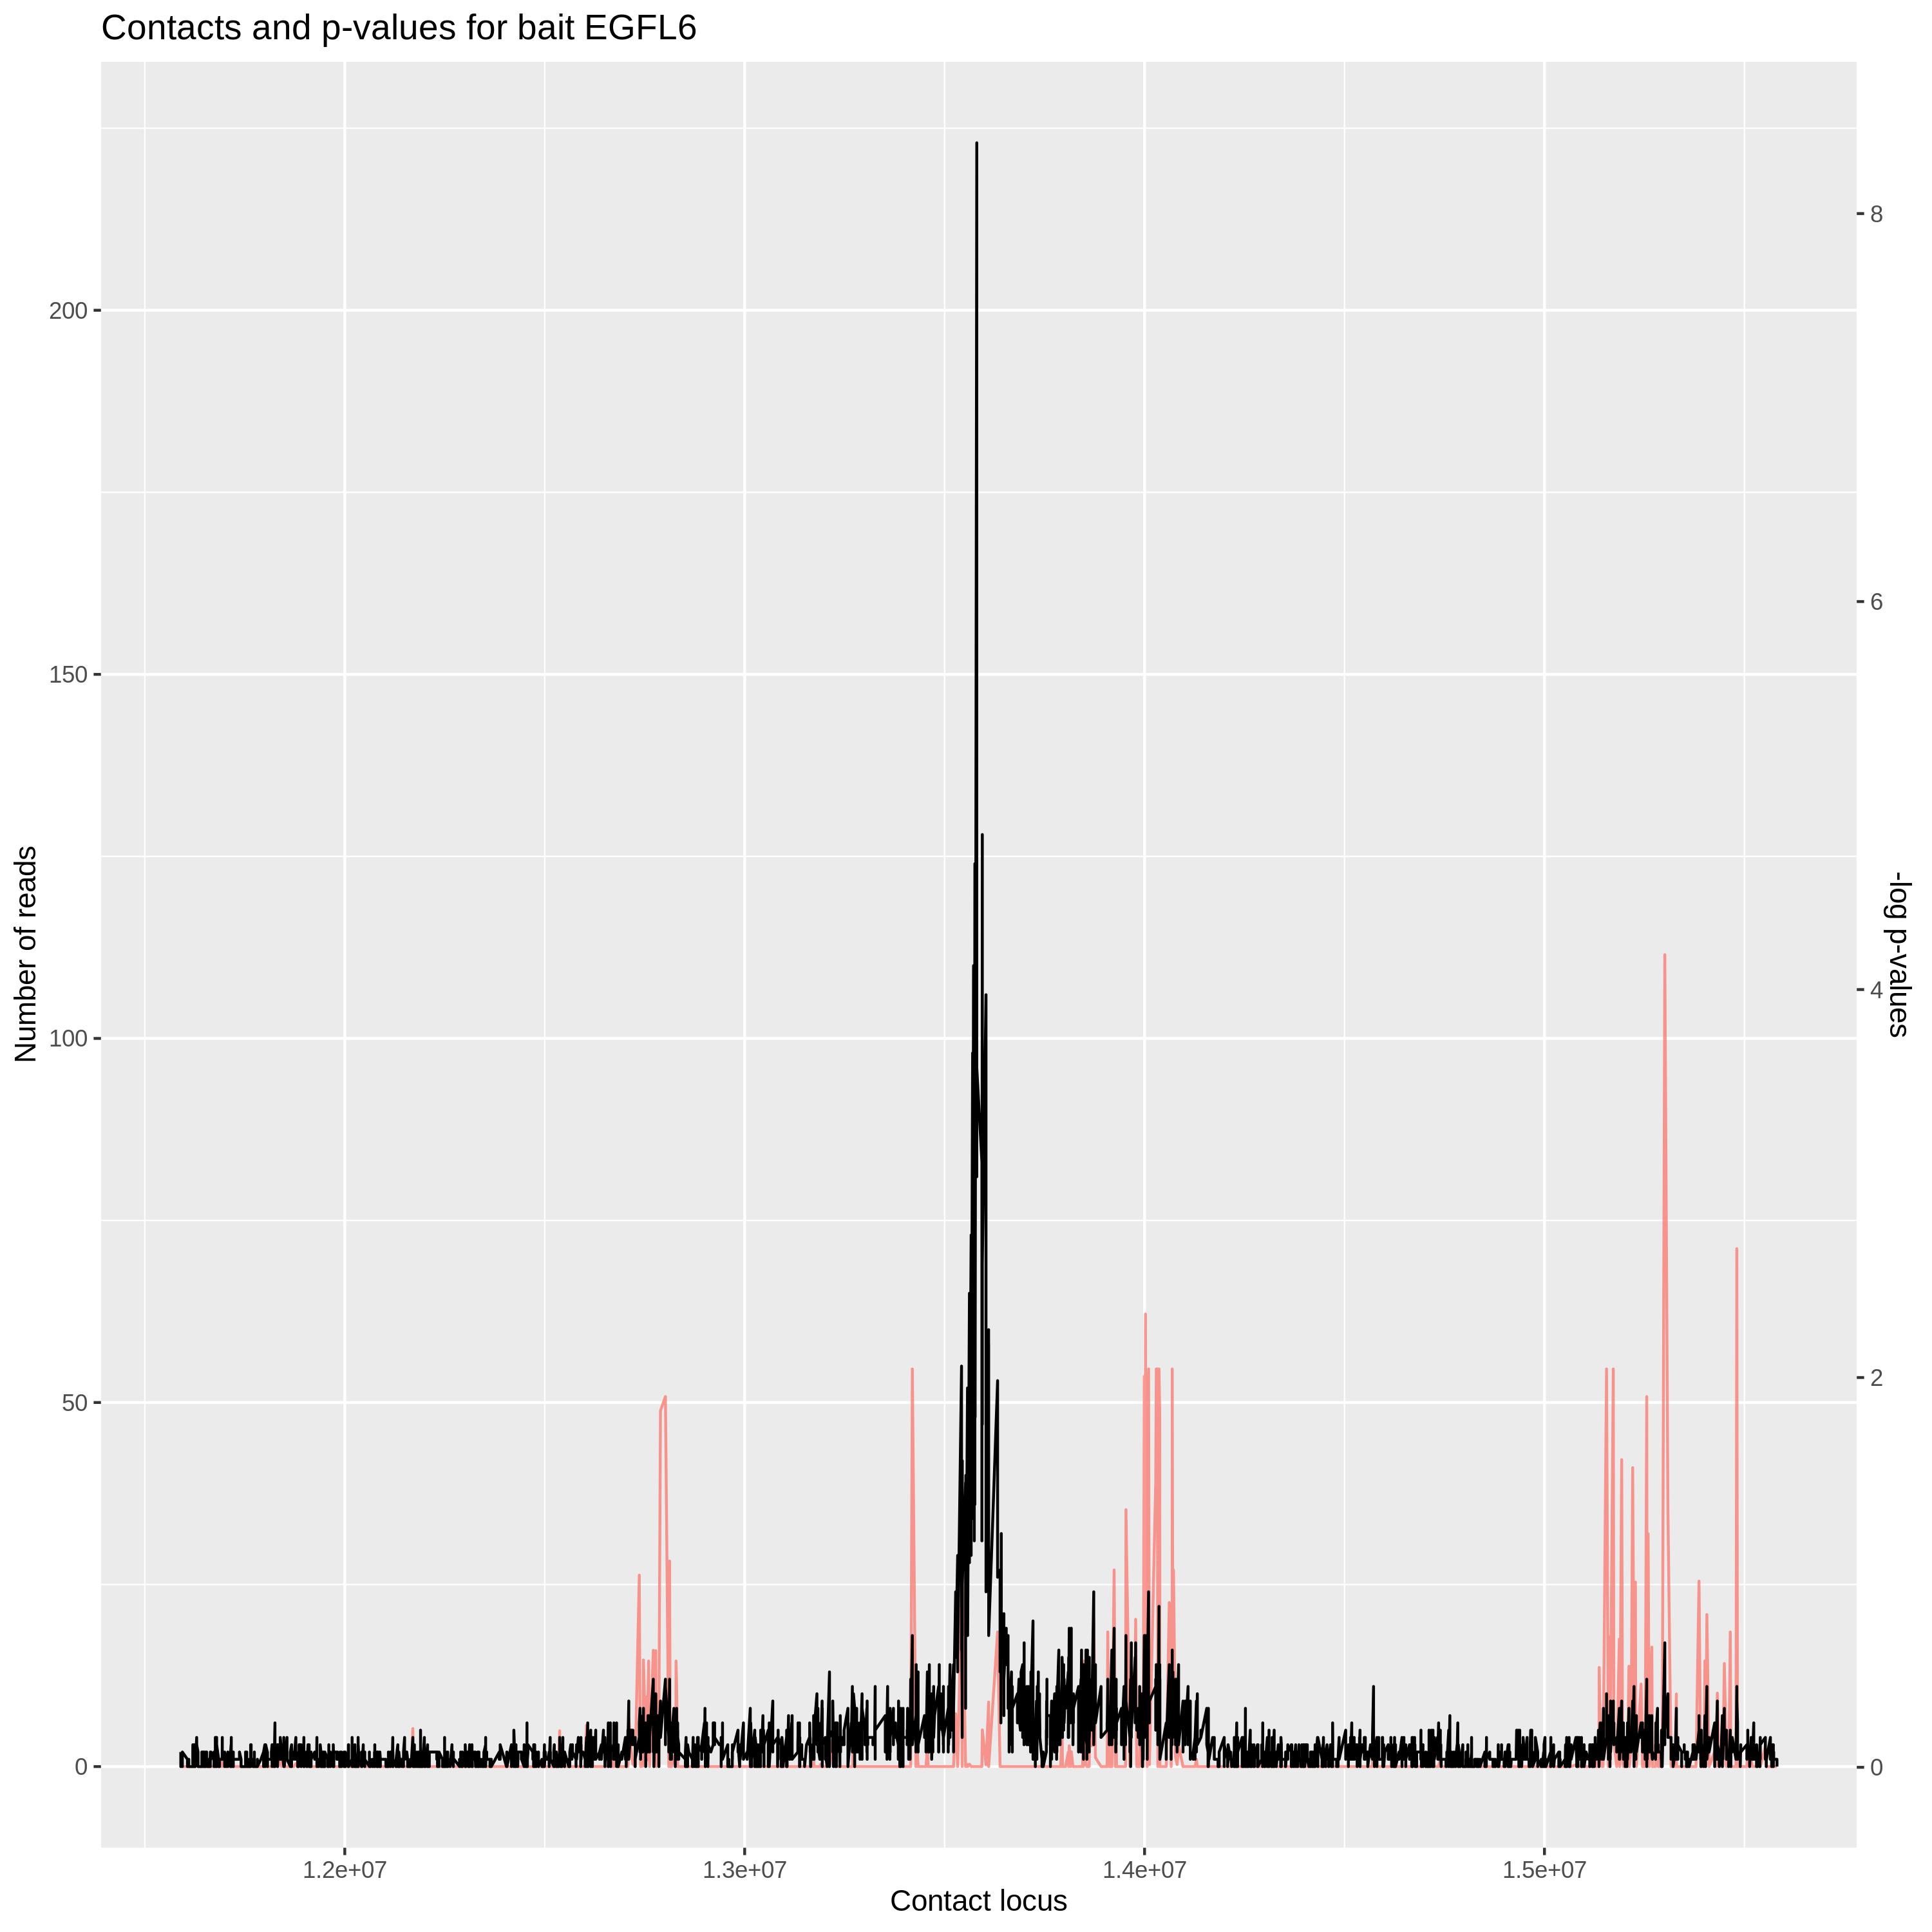 Contacts and p-values for bait EGFL6
Number of reads
200
150
100
50
0
8
6
4
2
0
-log p-values
1.2e+07
1.3e+07
1.4e+07
1.5e+07
Contact locus